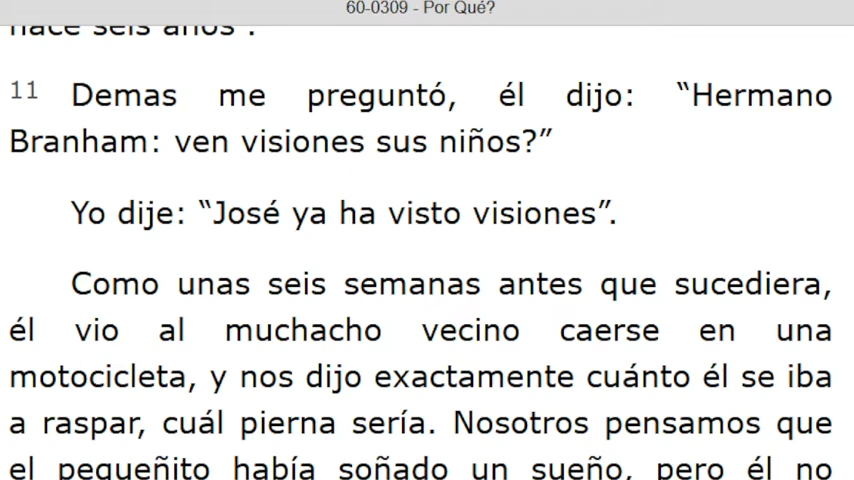 60-0309 - Por Qué?
hace seis años”.
11 Demas me preguntó, él dijo: “Hermano
Branham: ven visiones sus niños?”
Yo dije: “José ya ha visto visiones”.
Como unas seis semanas antes que sucediera,
él vio al muchacho vecino caerse en una
motocicleta, y nos dijo exactamente cuánto él se iba
a raspar, cuál pierna sería. Nosotros pensamos que
el pequeñito había soñado un sueño, pero él no